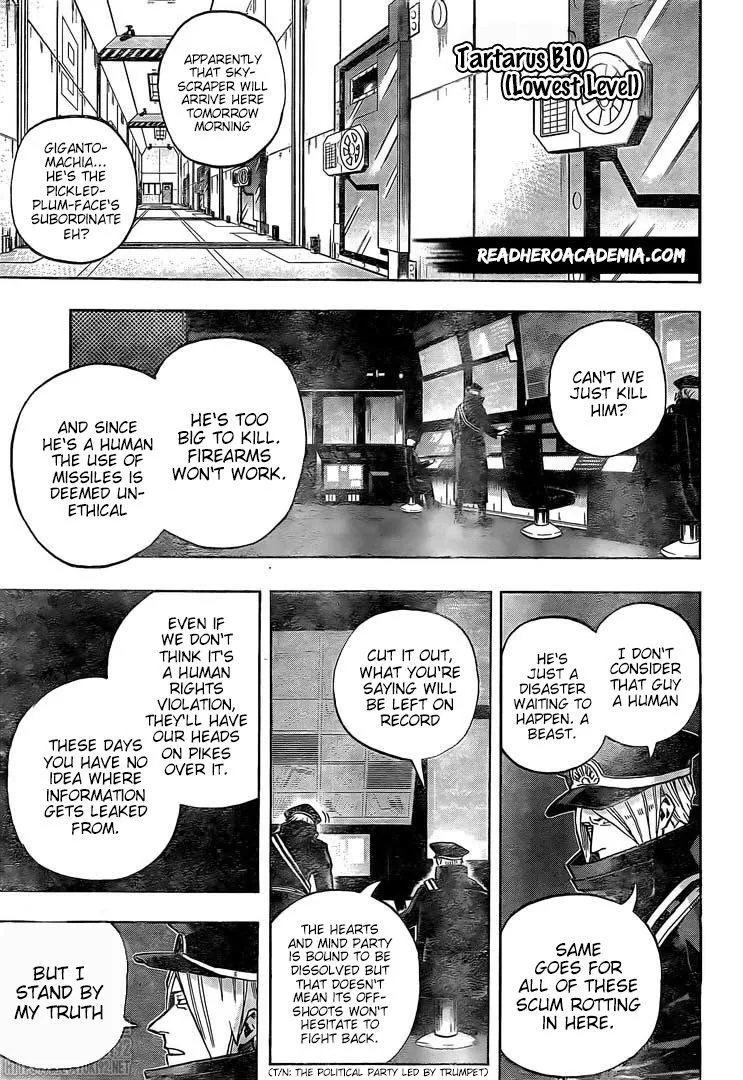 Tartarus B10
(Lowest Level)
APPARENTLY
THAT SKY-
SCRAPER WILL
ARRIVE HERE
TOMORROW
MORNING
GIGANTO-
MACHIA...
HE'S THE
PICKLED-
PLUM-FACE'S
SUBORDINATE
EH?
READHEROACADEMIA.COM
CAN'T WE
JUST KILL
HIM?
HE'S TOO
BIG TO KILL.
FIREARMS
WON'T WORK.
AND SINCE
HE'S A HUMAN
THE USE OF
MISSILES IS
DEEMED UN-
ETHICAL
I DON'T
CONSIDER
THAT GUY
A HUMAN
HE'S
JUST A
DISASTER
WAITING TO
HAPPEN. A
BEAST.
SAME
GOES FOR
ALL OF THESE
SCUM ROTTING
IN HERE.
CUT IT OUT,
WHAT YOU'RE
SAYING WILL
BE LEFT ON
RECORD
THE HEARTS
AND MIND PARTY
IS BOUND TO
BE DISSOLVED BUT
THAT DOESN'T
MEAN ITS OFF-
SHOOTS WON'T
HESITATE TO
FIGHT BACK.
(T/N: THE POLITICAL PARTY LED BY TRUMPET)
EVEN IF
WE DON'T
THINK IT'S
A HUMAN
RIGHTS
VIOLATION,
THEY'LL HAVE
OUR HEADS
ON PIKES
OVER IT.
THESE DAYS
YOU HAVE NO
IDEA WHERE
INFORMATION
GETS LEAKED
FROM.
BUT I
STAND BY
MY TRUTH